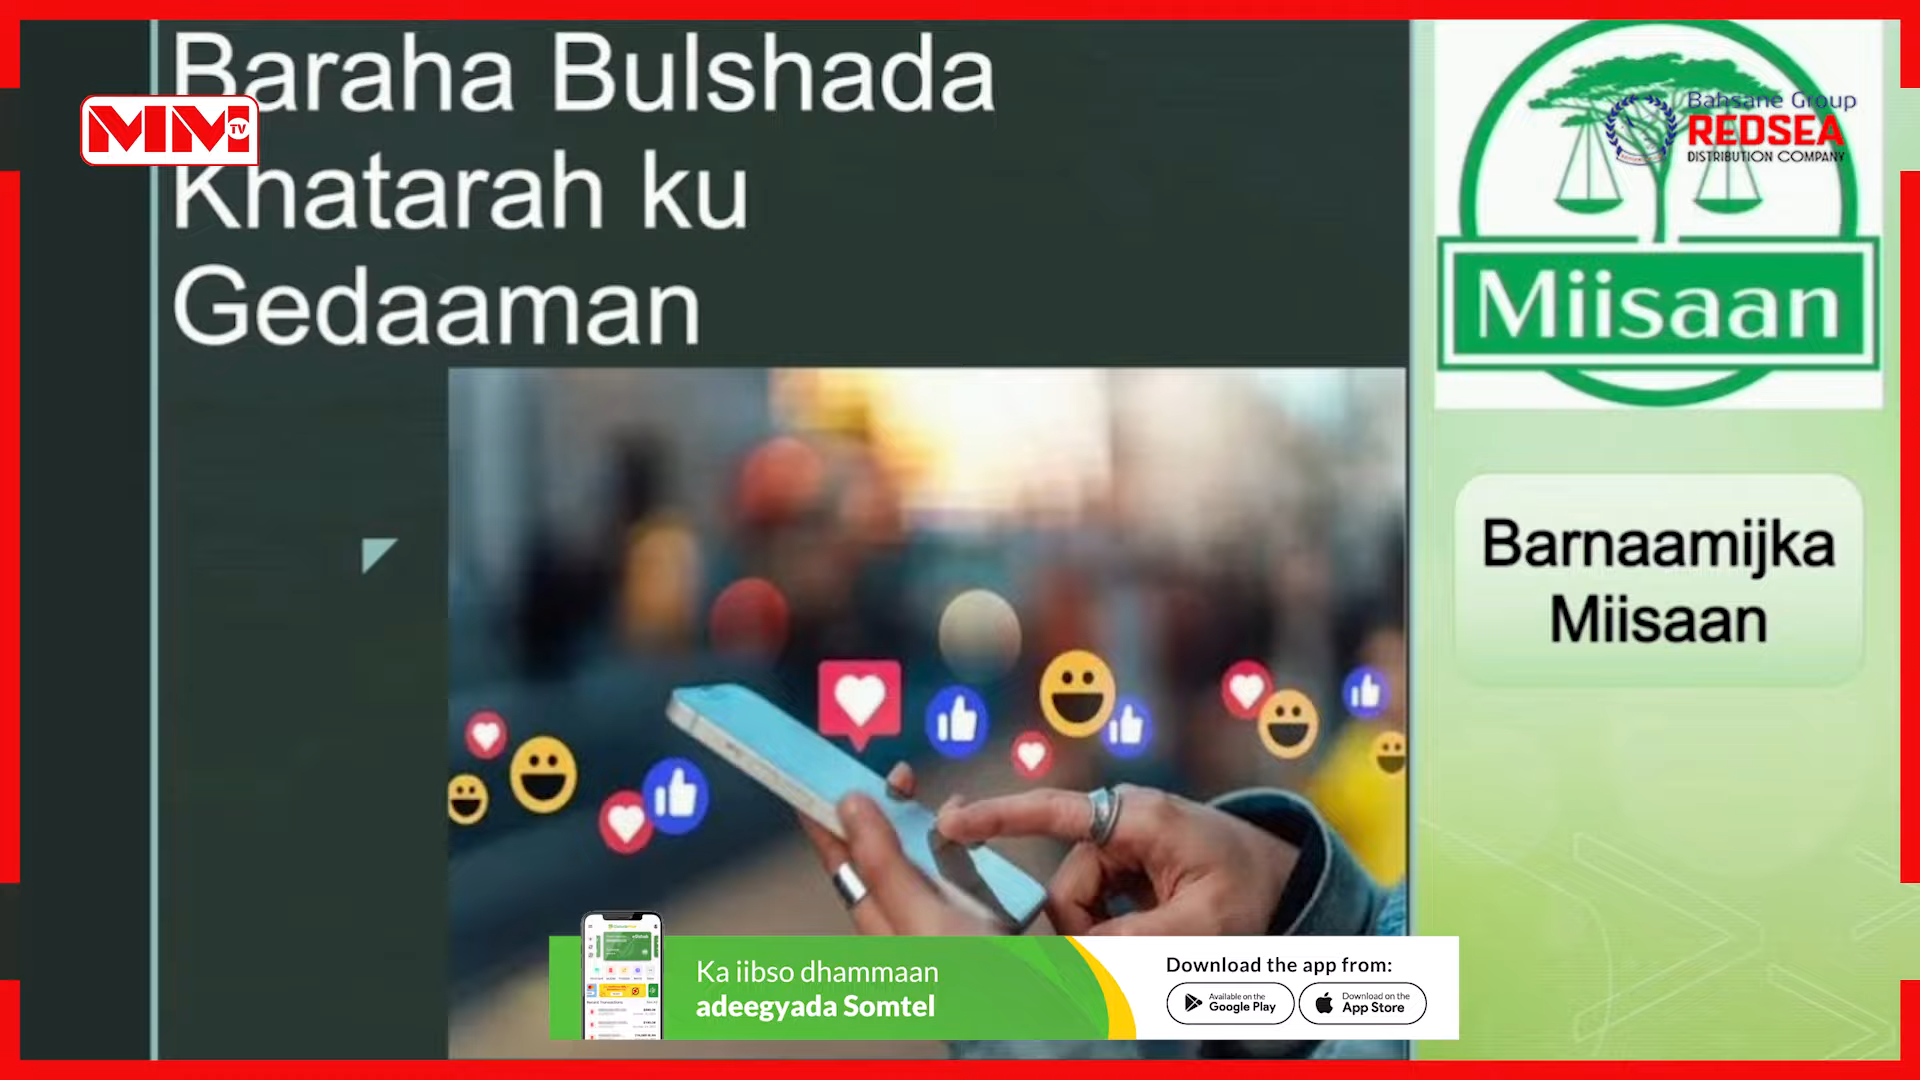 Baraha Bulshada
Khatarah ku
Gedaaman
MM TV
Bahsane Group
REDSEA
DISTRIBUTION COMPANY
Miisaan
Barnaamijka
Miisaan
Ka iibso dhammaan
adeegyada Somtel
Download the app from:
Available on the
Google Play
Download on the
App Store